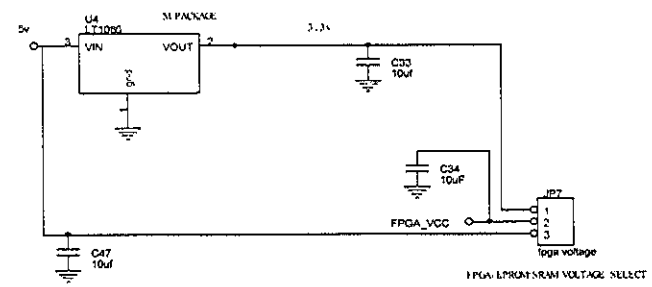 U4 M PACKAGE
LT1086
5v
3 VIN VOUT 2
3.3v
1
C33
10uf
C34
10uF
JP7
FPGA_VCC
1
2
3
fpga voltage
C47
10uf
FPGA/EPROM/SRAM VOLTAGE SELECT